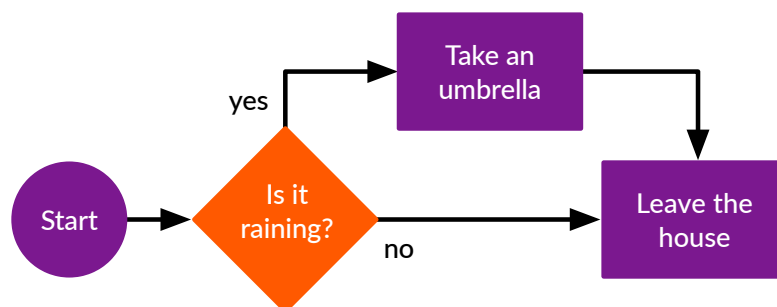 Start
Is it
raining?
yes
Take an
umbrella
no
Leave the
house